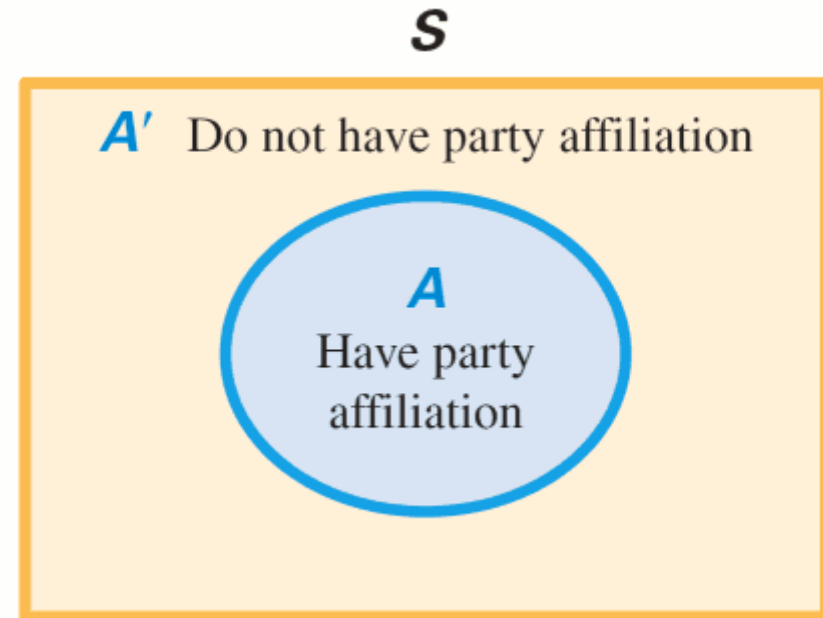 S
A′ Do not have party affiliation
A
Have party
affiliation